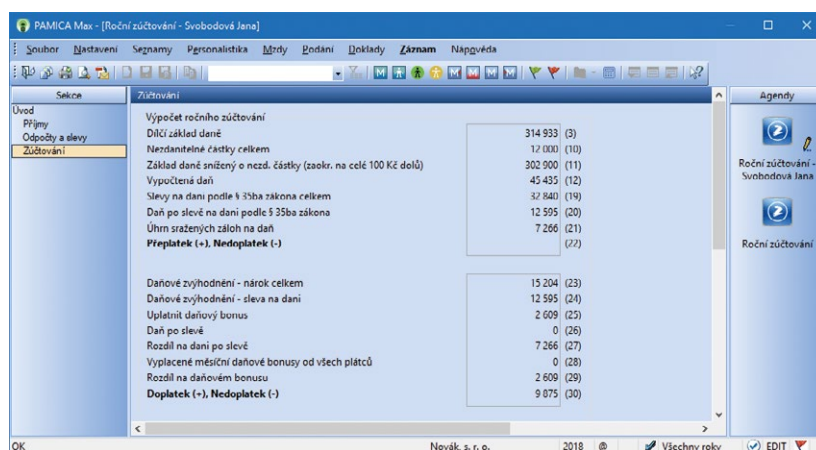 PAMICA Max - [Roční zúčtování - Svobodová Jana]
Soubor Nastavení Seznamy Personalistika Mzdy Podání Doklady Záznam Nápověda
Sekce
Úvod
Příjmy
Odpočty a slevy
Zúčtování
Zúčtování
Výpočet ročního zúčtování
Dílčí základ daně 314 933 (3)
Nezdanitelné částky celkem 12 000 (10)
Základ daně snížený o nezd. částky (zaokr. na celé 100 Kč dolů) 302 900 (11)
Vypočtená daň 45 435 (12)
Slevy na dani podle § 35ba zákona celkem 32 840 (19)
Daň po slevě na dani podle § 35ba zákona 12 595 (20)
Úhrn sražených záloh na daň 7 266 (21)
Přeplatek (+), Nedoplatek (-) (22)
Daňové zvýhodnění - nárok celkem 15 204 (23)
Daňové zvýhodnění - sleva na dani 12 595 (24)
Uplatnit daňový bonus 2 609 (25)
Daň po slevě 0 (26)
Rozdíl na dani po slevě 7 266 (27)
Vyplacené měsíční daňové bonusy od všech plátců 0 (28)
Rozdíl na daňovém bonusu 2 609 (29)
Doplatek (+), Nedoplatek (-) 9 875 (30)
Agendy
Roční zúčtování -
Svobodová Jana
Roční zúčtování
OK Novák, s. r. o. 2018 @ Všechny roky EDIT